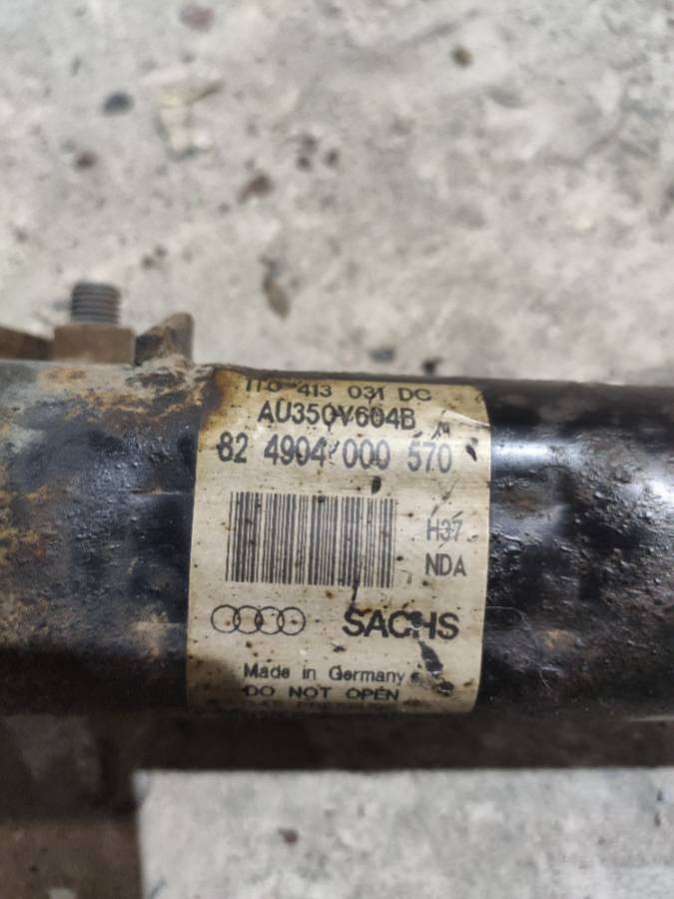 413 031 DC
AU350V604B
82 4904 000 570
H37
NDA
SACHS
Made in Germany
DO NOT OPEN